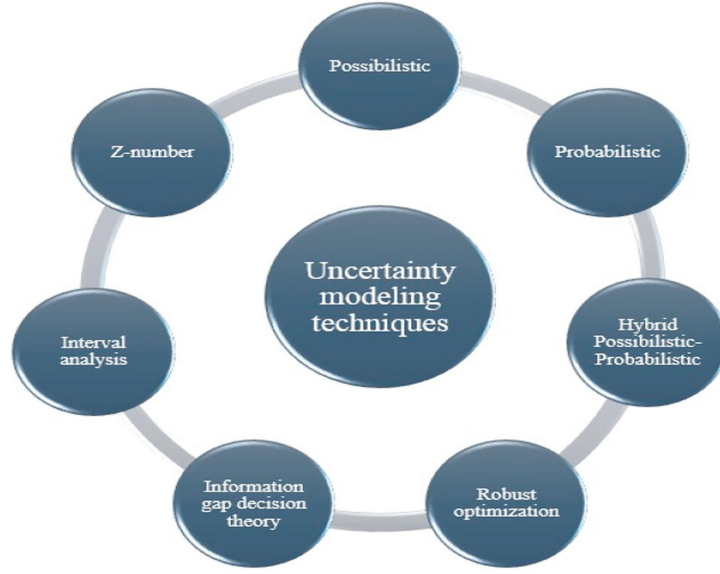 Possibilistic
Z-number
Probabilistic
Uncertainty
modeling
techniques
Interval
analysis
Hybrid
Possibilistic-
Probabilistic
Information
gap decision
theory
Robust
optimization